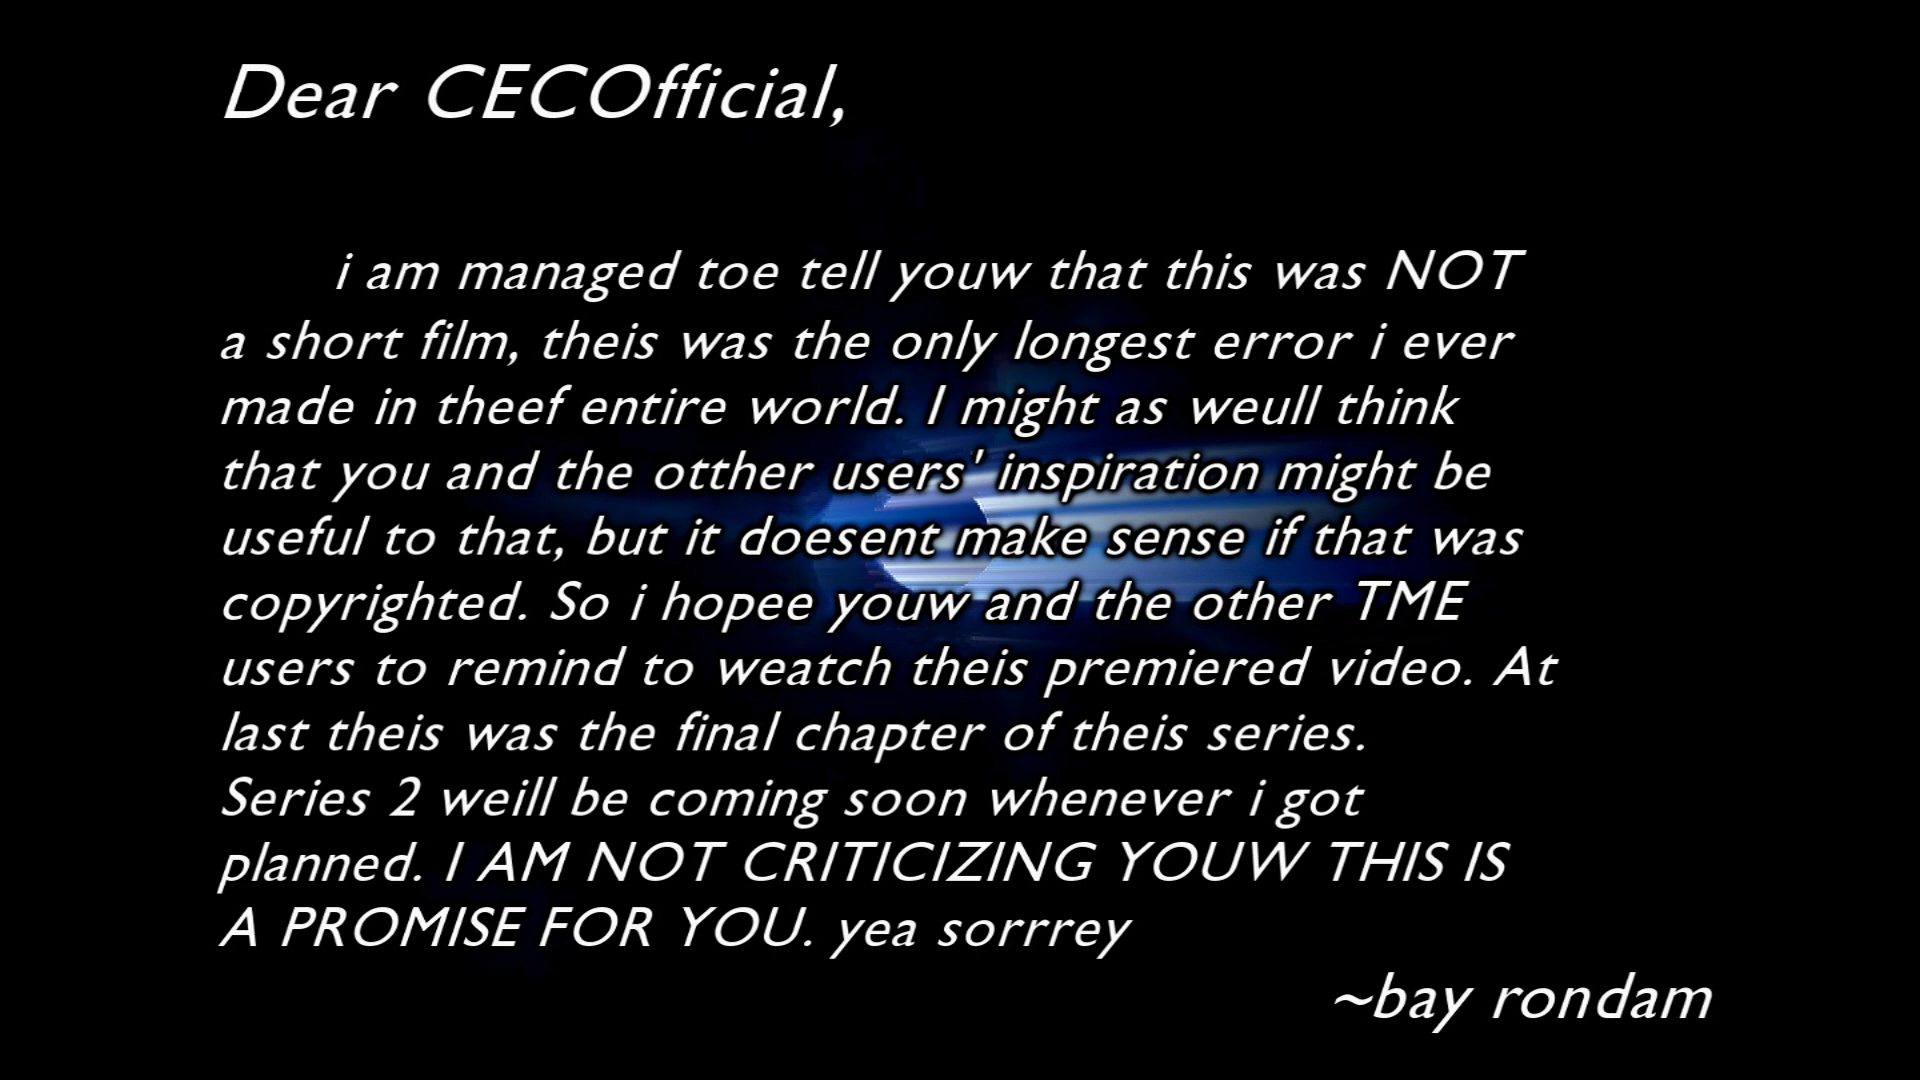 Dear CECOfficial,
i am managed toe tell youw that this was NOT
a short film, theis was the only longest error i ever
made in theef entire world. I might as weull think
that you and the otther users' inspiration might be
useful to that, but it doesent make sense if that was
copyrighted. So i hopee youw and the other TME
users to remind to weatch theis premiered video. At
last theis was the final chapter of theis series.
Series 2 weill be coming soon whenever i got
planned. I AM NOT CRITICIZING YOUW THIS IS
A PROMISE FOR YOU. yea sorrrey
~bay rondam